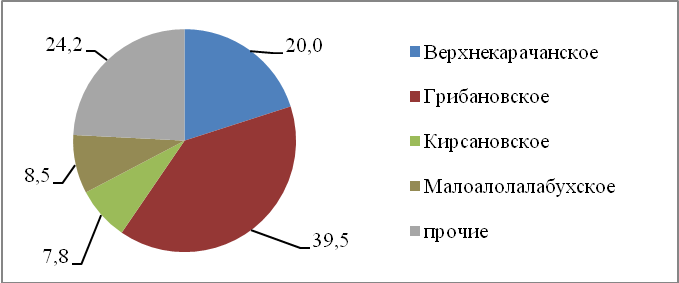 24,2
20,0
8,5
7,8
39,5
Верхнекарачанское
Грибановское
Кирсановское
Малоалолалабухское
прочие